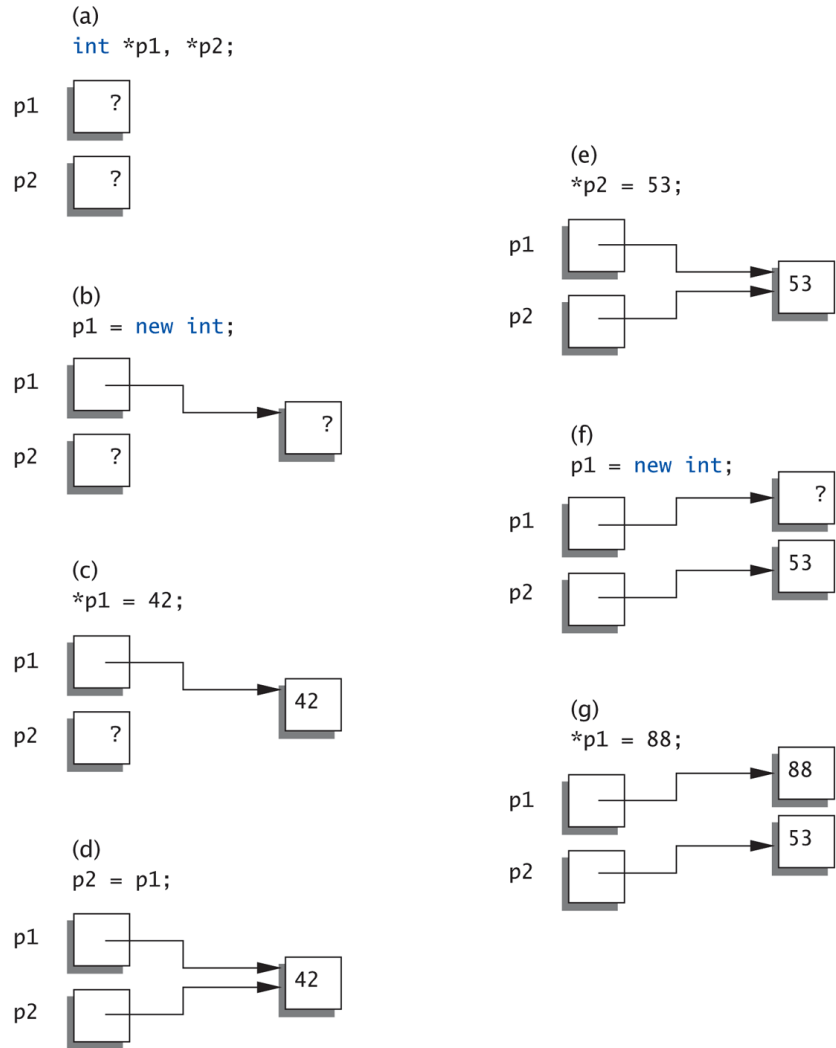 (a)
int *p1, *p2;
p1 ?
p2 ?
(b)
p1 = new int;
p1
?
p2 ?
(c)
*p1 = 42;
p1
42
p2 ?
(d)
p2 = p1;
p1
42
p2
(e)
*p2 = 53;
p1
53
p2
(f)
p1 = new int;
?
p1
53
p2
(g)
*p1 = 88;
88
p1
53
p2